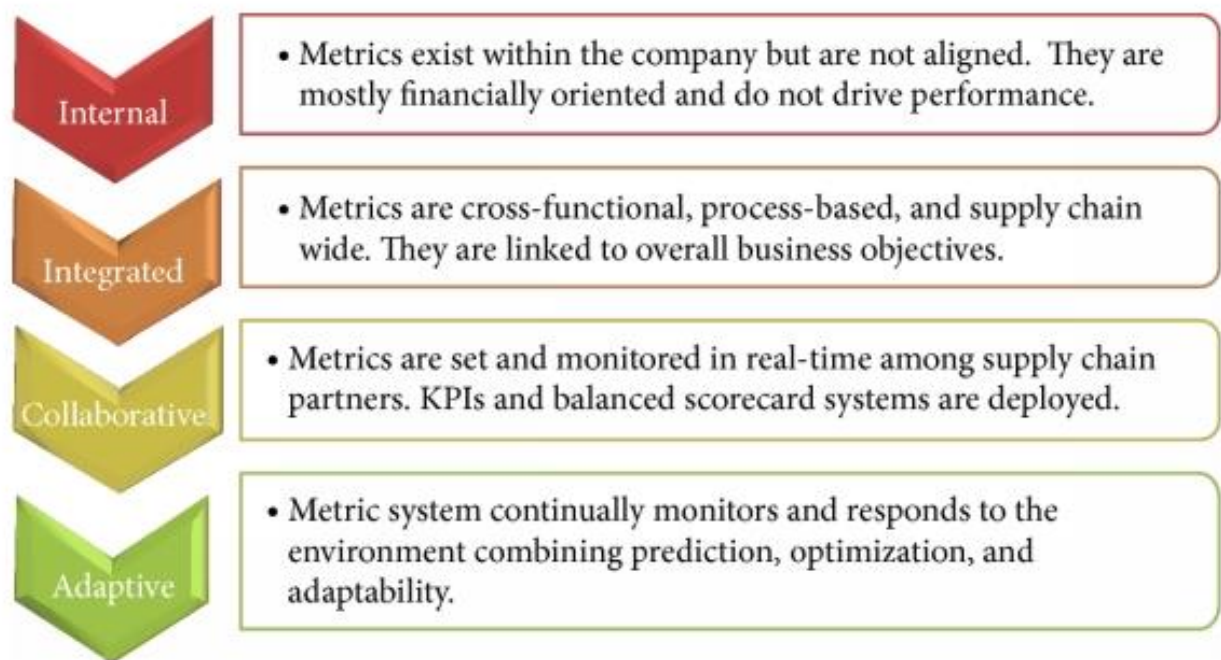 Internal
• Metrics exist within the company but are not aligned. They are
mostly financially oriented and do not drive performance.
Integrated
• Metrics are cross-functional, process-based, and supply chain
wide. They are linked to overall business objectives.
Collaborative
• Metrics are set and monitored in real-time among supply chain
partners. KPIs and balanced scorecard systems are deployed.
Adaptive
• Metric system continually monitors and responds to the
environment combining prediction, optimization, and
adaptability.